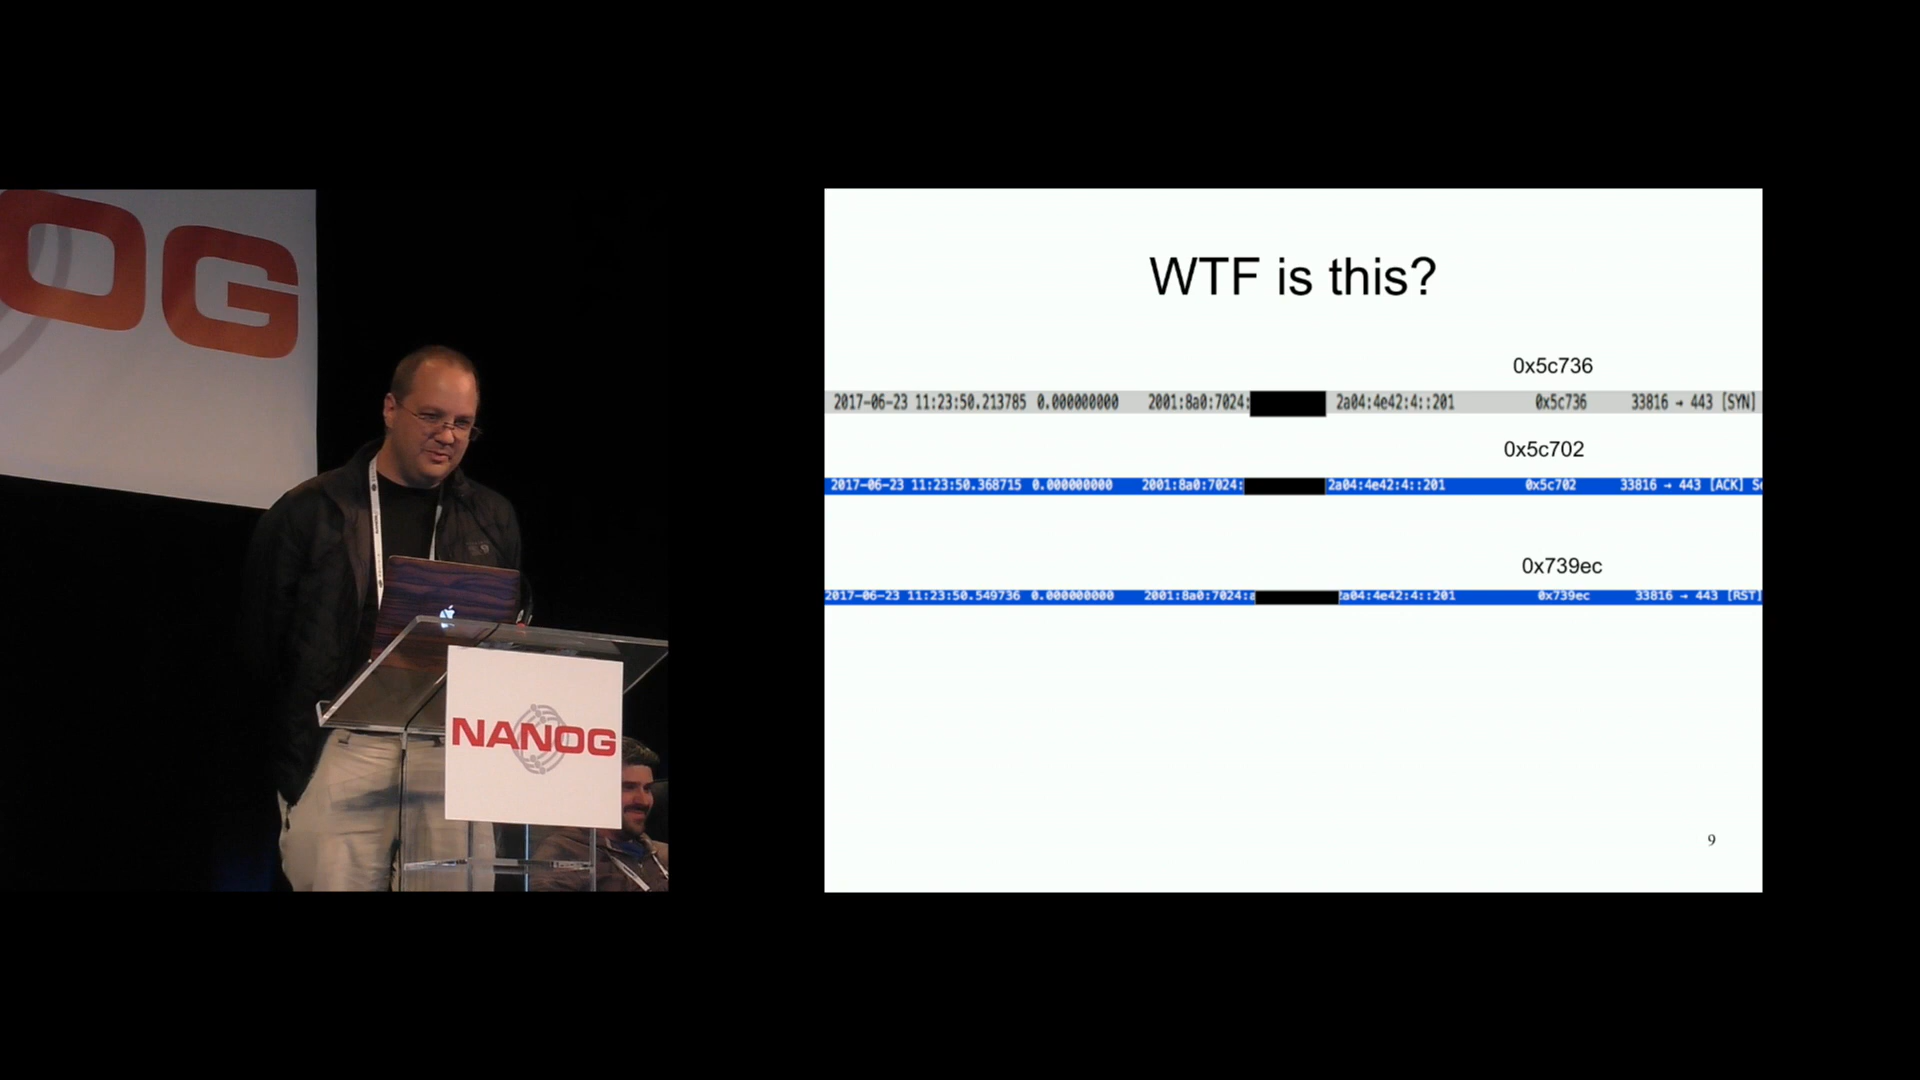 OG
NANOG
WTF is this?
0x5c736
2017-06-23 11:23:50.213785 0.000000000 2001:8a0:7024: 2a04:4e42:4::201 0x5c736 33816 → 443 [SYN]
0x5c702
2017-06-23 11:23:50.368715 0.000000000 2001:8a0:7024: 2a04:4e42:4::201 0x5c702 33816 → 443 [ACK] Se
0x739ec
2017-06-23 11:23:50.549736 0.000000000 2001:8a0:7024:a 2a04:4e42:4::201 0x739ec 33816 → 443 [RST]
9